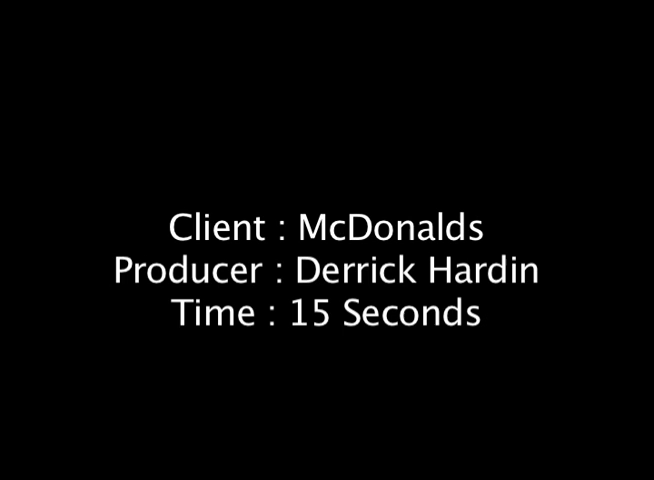 Client : McDonalds
Producer : Derrick Hardin
Time : 15 Seconds